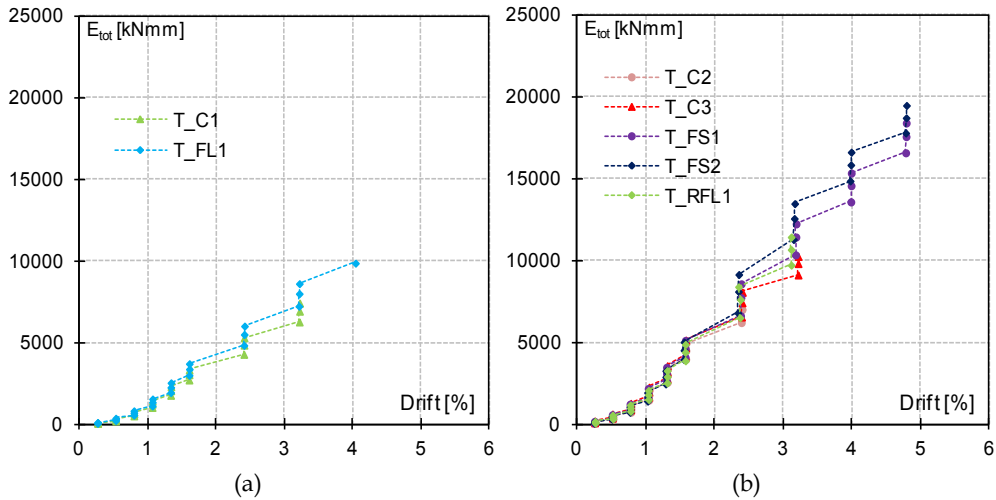 25000
E_tot [kNmm]
20000
T_C1
T_FL1
15000
10000
5000
0
Drift [%]
0 1 2 3 4 5 6
(a)
25000
E_tot [kNmm]
T_C2
20000
T_C3
T_FS1
T_FS2
15000
T_RFL1
10000
5000
0
Drift [%]
0 1 2 3 4 5 6
(b)